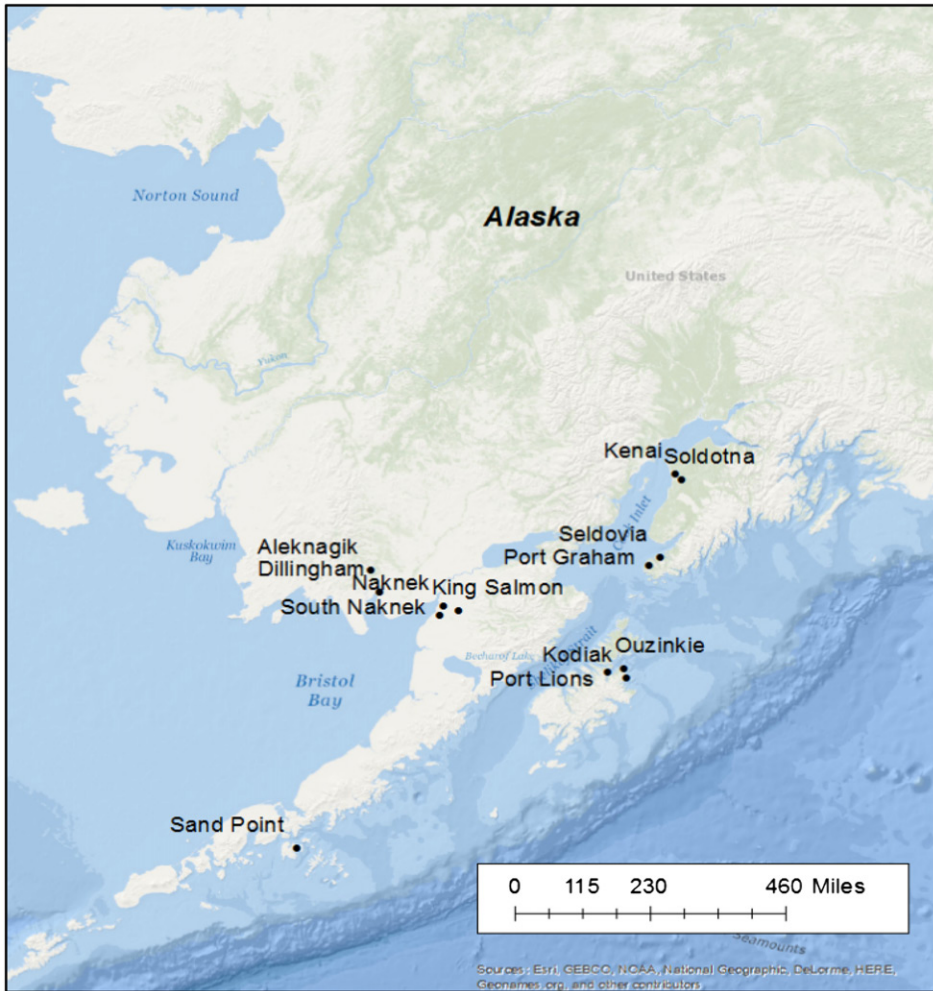 Norton Sound
Alaska
United States
Yukon
Kenai
Soldotna
Cook Inlet
Kuskokwim
Bay
Seldovia
Port Graham
Aleknagik
Dillingham
Naknek
King Salmon
South Naknek
Becharof Lake
Strait
Ouzinkie
Kodiak
Port Lions
Bristol
Bay
Sand Point
0 115 230 460 Miles
Seamounts
Sources: Esri, GEBCO, NOAA, National Geographic, DeLorme, HERE,
Geonames.org, and other contributors